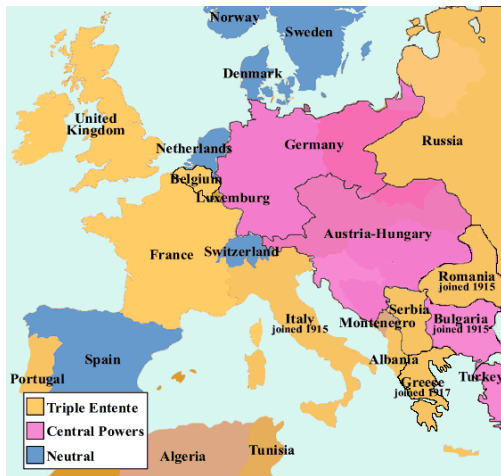 Norway
Sweden
Denmark
United
Kingdom
Netherlands
Germany
Russia
Belgium
Luxemburg
Austria-Hungary
France
Switzerland
Romania
joined 1915
Italy
joined 1915
Serbia
Bulgaria
joined 1915
Montenegro
Spain
Albania
Portugal
Greece
joined 1917
Turkey
Triple Entente
Central Powers
Neutral
Algeria
Tunisia